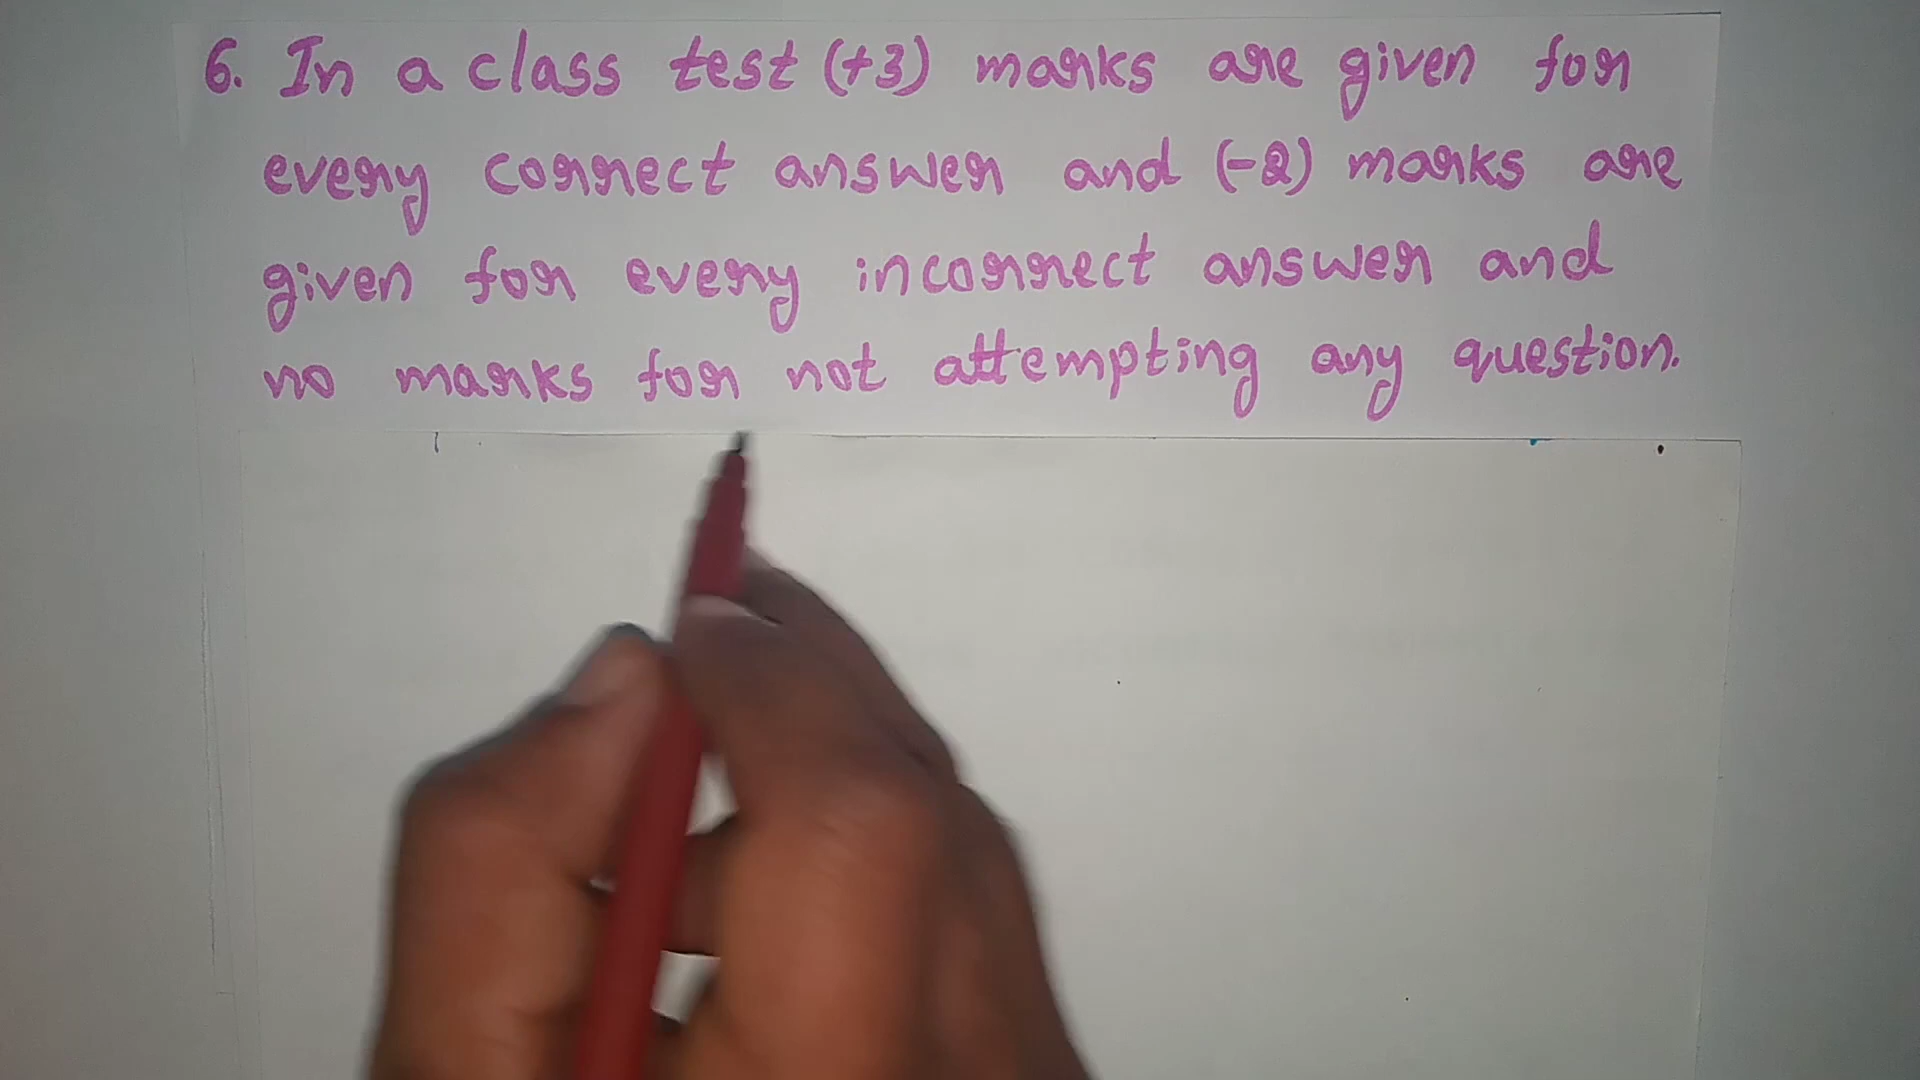 6. In a class test (+3) marks are given for
every correct answer and (-2) marks are
given for every incorrect answer and
no marks for not attempting any question.